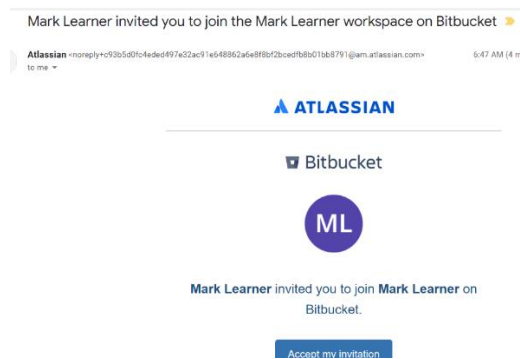 Mark Learner invited you to join the Mark Learner workspace on Bitbucket
Atlassian <noreply+c93b5d0fc4eded497e32ac91e648862a6e8f8bf2bcedfb8b01bb8791@am.atlassian.com> 6:47 AM (4 m
to me
ATLASSIAN
Bitbucket
ML
Mark Learner invited you to join Mark Learner on
Bitbucket.
Accept my invitation